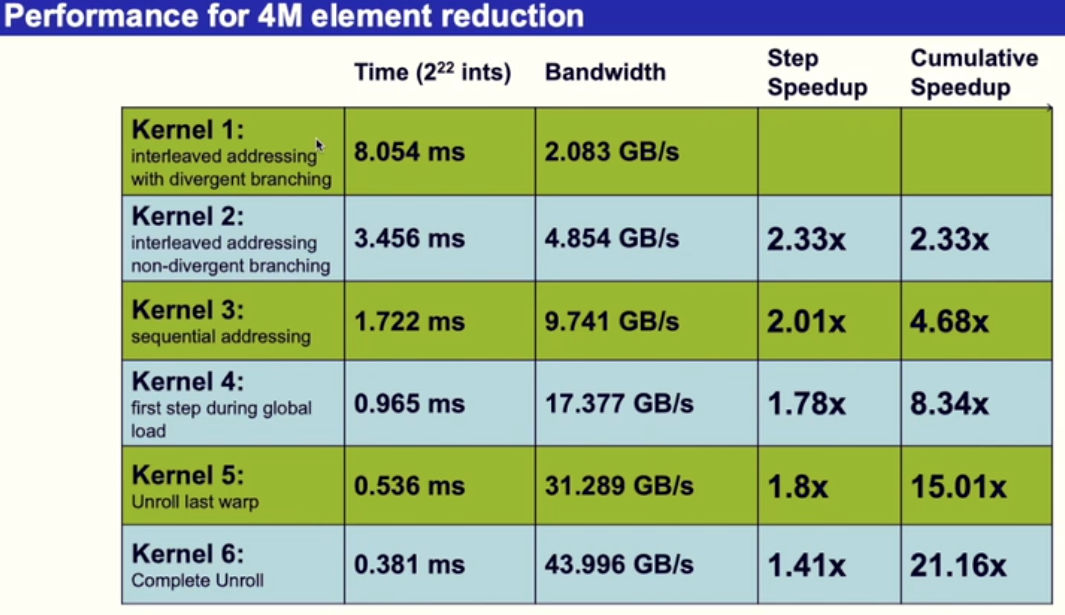 Performance for 4M element reduction
Time (2²² ints) Bandwidth Step Speedup Cumulative Speedup
Kernel 1:
interleaved addressing
with divergent branching
8.054 ms 2.083 GB/s
Kernel 2:
interleaved addressing
non-divergent branching
3.456 ms 4.854 GB/s 2.33x 2.33x
Kernel 3:
sequential addressing
1.722 ms 9.741 GB/s 2.01x 4.68x
Kernel 4:
first step during global
load
0.965 ms 17.377 GB/s 1.78x 8.34x
Kernel 5:
Unroll last warp
0.536 ms 31.289 GB/s 1.8x 15.01x
Kernel 6:
Complete Unroll
0.381 ms 43.996 GB/s 1.41x 21.16x